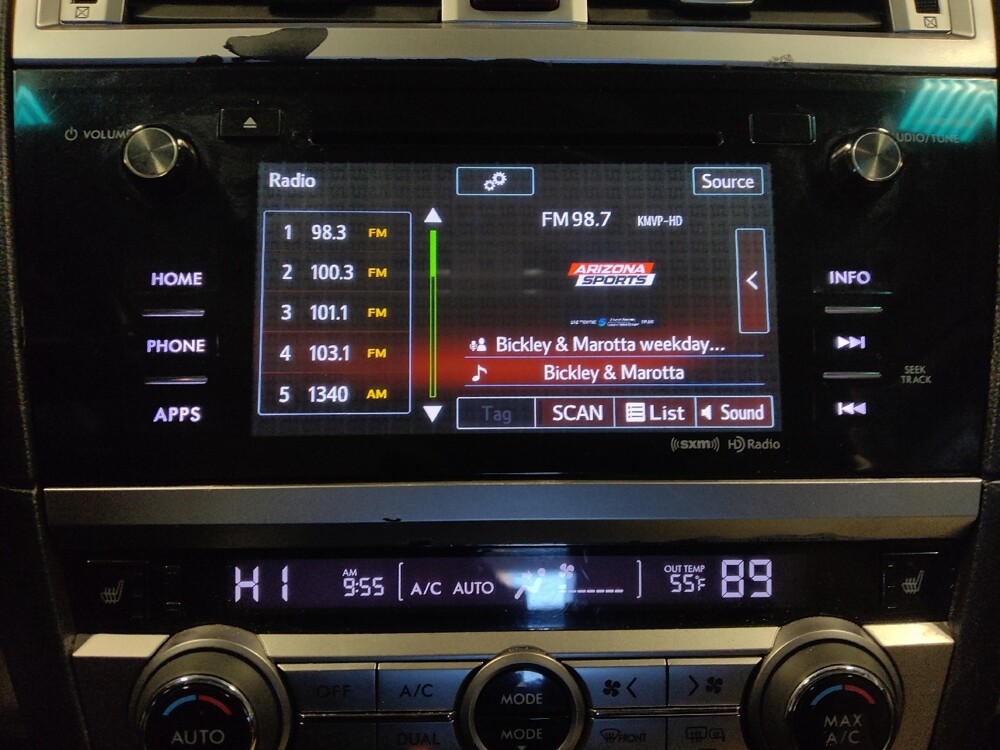 VOLUM
AUDIO/TUNE
Radio
Source
1 98.3 FM
2 100.3 FM
3 101.1 FM
4 103.1 FM
5 1340 AM
FM 98.7 KMVP-HD
ARIZONA
SPORTS
Bickley & Marotta weekday...
Bickley & Marotta
Tag SCAN List Sound
HOME
PHONE
APPS
INFO
SEEK
TRACK
((sxm)) HD Radio
HI
AM
9:55
A/C AUTO
OUT TEMP
55°F
89
OFF A/C
MODE
MODE
AUTO
DUAL
FRONT
MAX
A/C